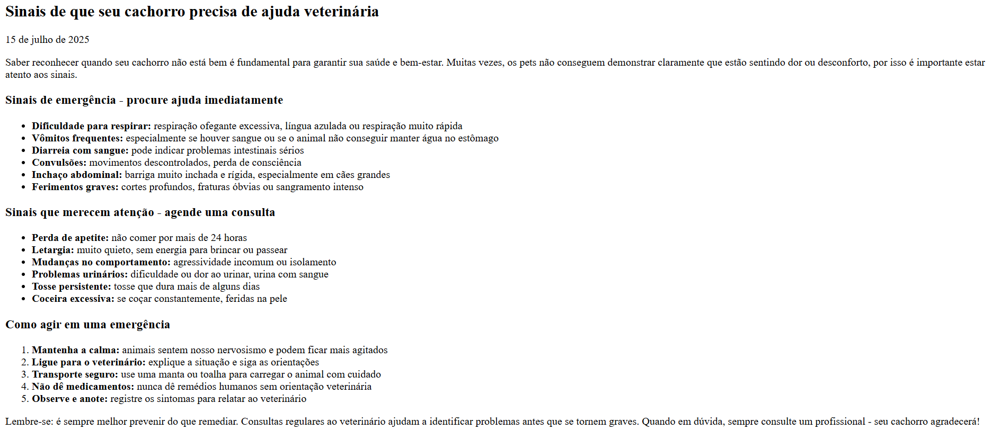 Sinais de que seu cachorro precisa de ajuda veterinária
15 de julho de 2025
Saber reconhecer quando seu cachorro não está bem é fundamental para garantir sua saúde e bem-estar. Muitas vezes, os pets não conseguem demonstrar claramente que estão sentindo dor ou desconforto, por isso é importante estar
atento aos sinais.
Sinais de emergência - procure ajuda imediatamente
• Dificuldade para respirar: respiração ofegante excessiva, língua azulada ou respiração muito rápida
• Vômitos frequentes: especialmente se houver sangue ou se o animal não conseguir manter água no estômago
• Diarreia com sangue: pode indicar problemas intestinais sérios
• Convulsões: movimentos descontrolados, perda de consciência
• Inchaço abdominal: barriga muito inchada e rígida, especialmente em cães grandes
• Ferimentos graves: cortes profundos, fraturas óbvias ou sangramento intenso
Sinais que merecem atenção - agende uma consulta
• Perda de apetite: não comer por mais de 24 horas
• Letargia: muito quieto, sem energia para brincar ou passear
• Mudanças no comportamento: agressividade incomum ou isolamento
• Problemas urinários: dificuldade ou dor ao urinar, urina com sangue
• Tosse persistente: tosse que dura mais de alguns dias
• Coceira excessiva: se coçar constantemente, feridas na pele
Como agir em uma emergência
1. Mantenha a calma: animais sentem nosso nervosismo e podem ficar mais agitados
2. Ligue para o veterinário: explique a situação e siga as orientações
3. Transporte seguro: use uma manta ou toalha para carregar o animal com cuidado
4. Não dê medicamentos: nunca dê remédios humanos sem orientação veterinária
5. Observe e anote: registre os sintomas para relatar ao veterinário
Lembre-se: é sempre melhor prevenir do que remediar. Consultas regulares ao veterinário ajudam a identificar problemas antes que se tornem graves. Quando em dúvida, sempre consulte um profissional - seu cachorro agradecerá!